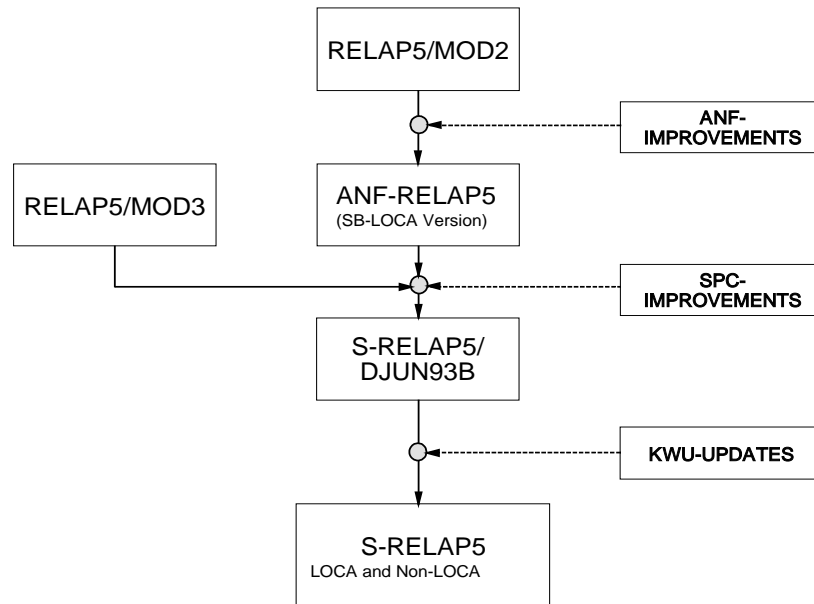 RELAP5/MOD2
ANF-
IMPROVEMENTS
RELAP5/MOD3
ANF-RELAP5
(SB-LOCA Version)
SPC-
IMPROVEMENTS
S-RELAP5/
DJUN93B
KWU-UPDATES
S-RELAP5
LOCA and Non-LOCA